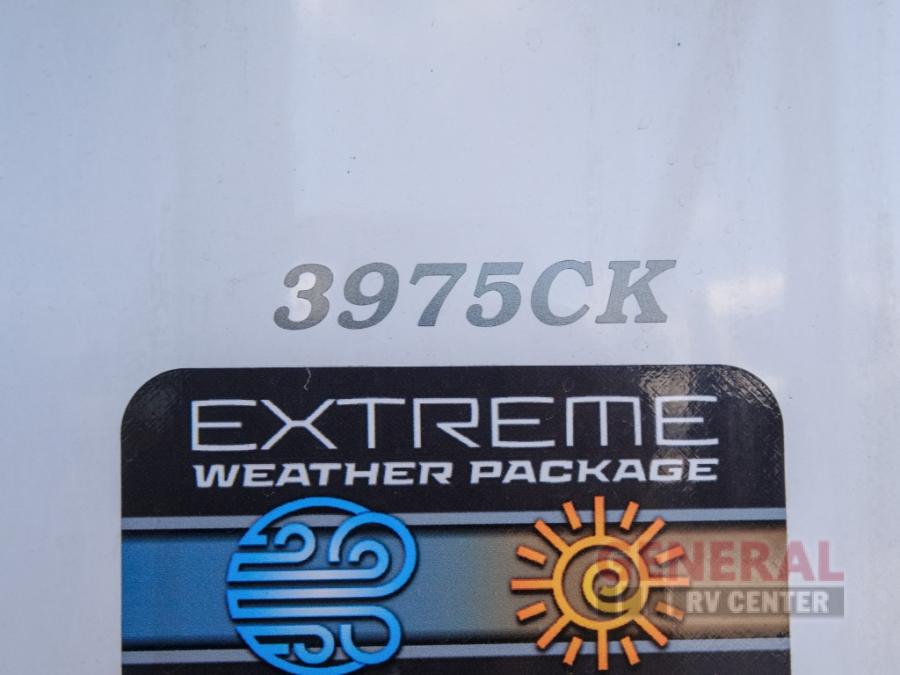 3975CK
EXTREME
WEATHER PACKAGE
GENERAL
RV CENTER